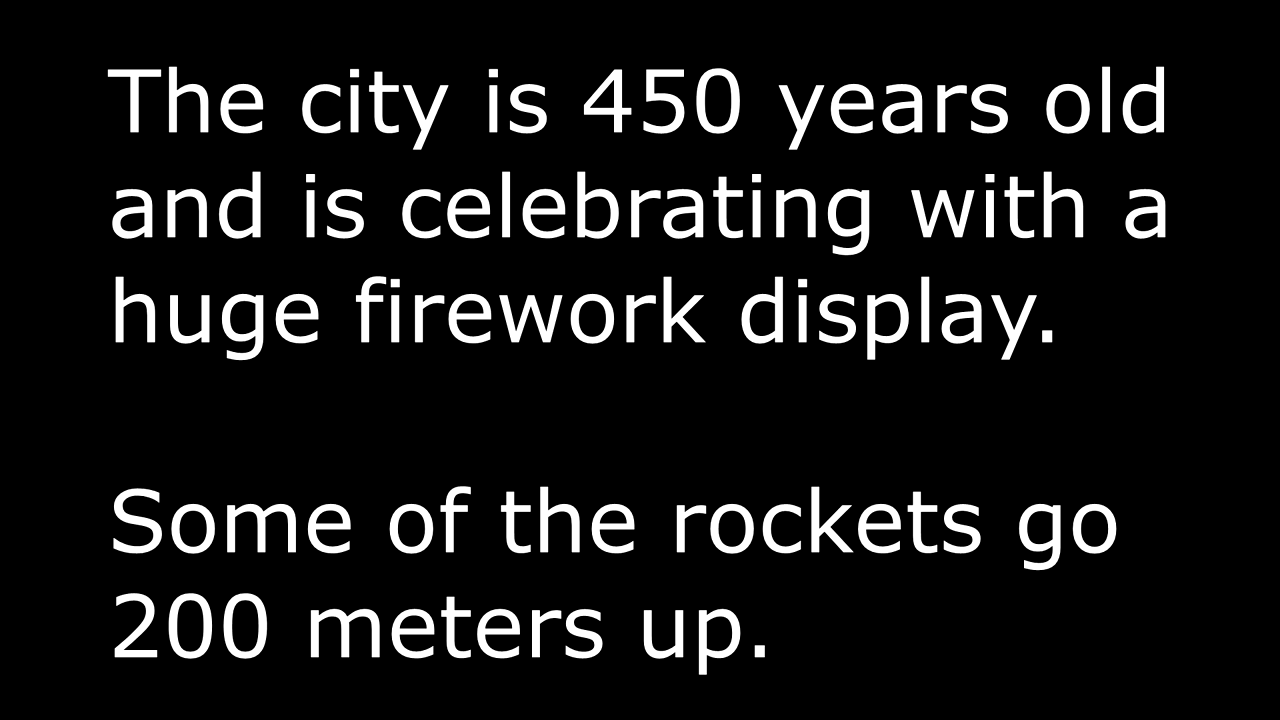 The city is 450 years old
and is celebrating with a
huge firework display.
Some of the rockets go
200 meters up.